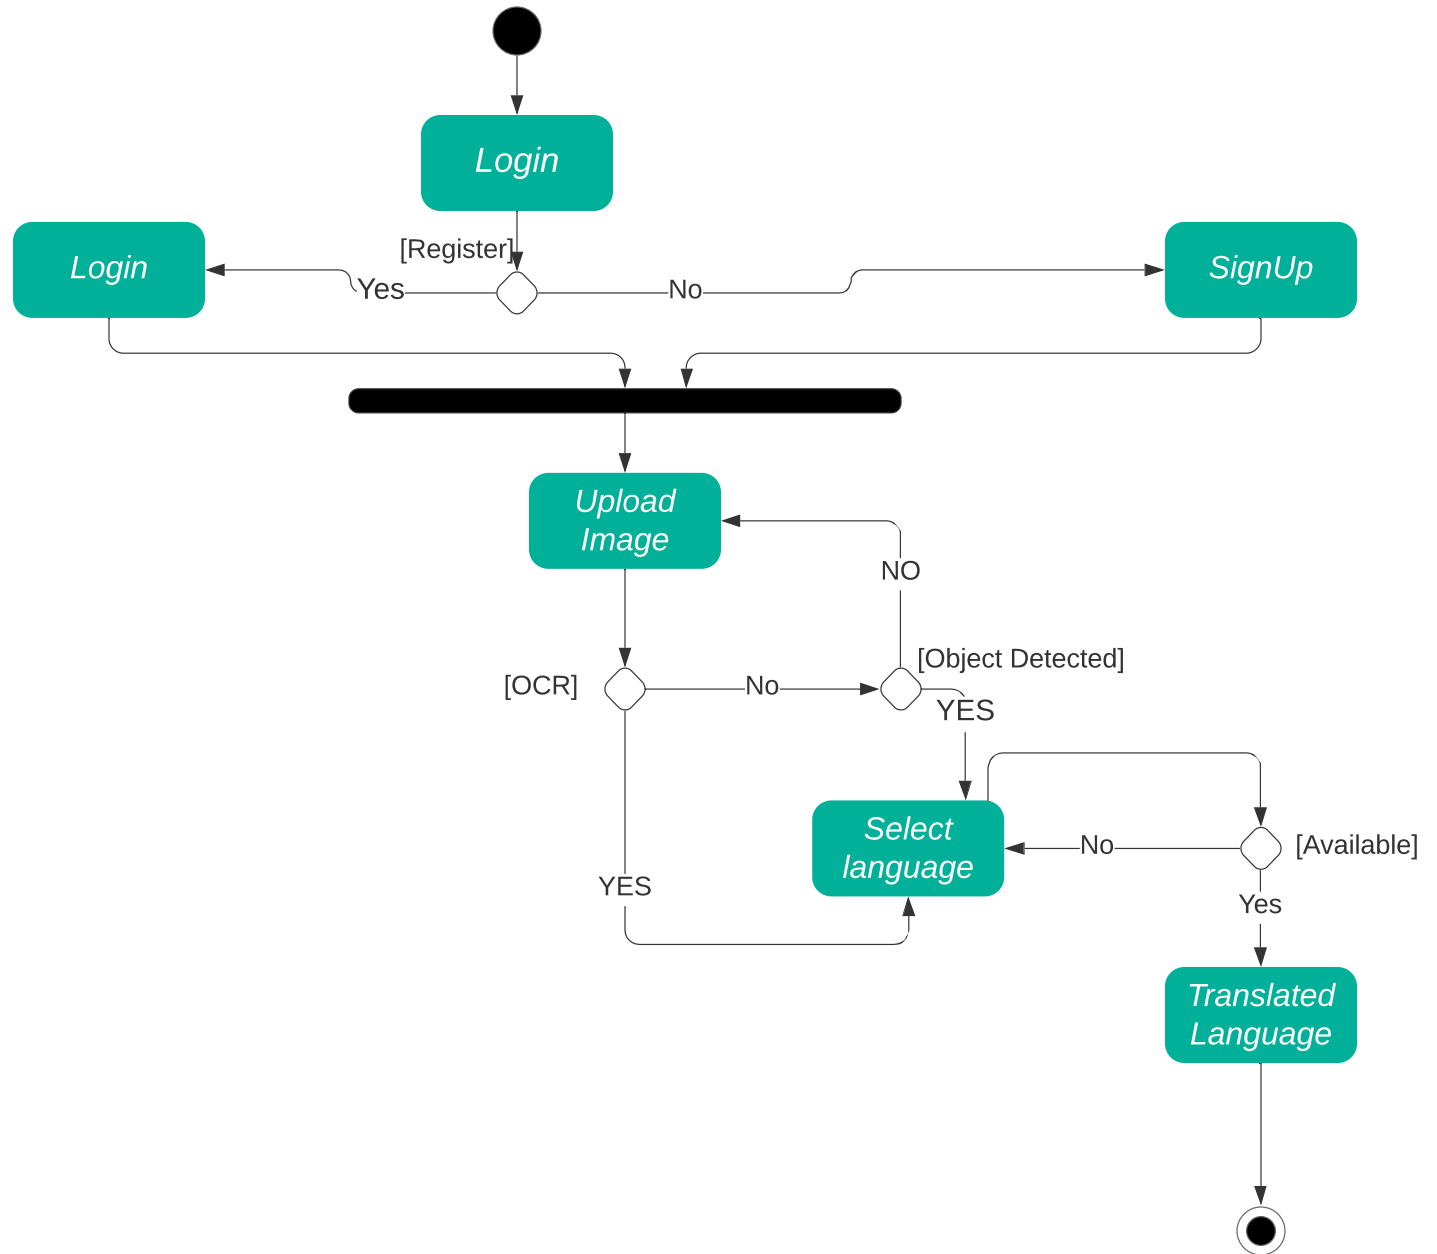 Login
[Register]
Login
Yes
No
SignUp
Upload
Image
NO
[Object Detected]
[OCR]
No
YES
Select
language
No
[Available]
YES
Yes
Translated
Language